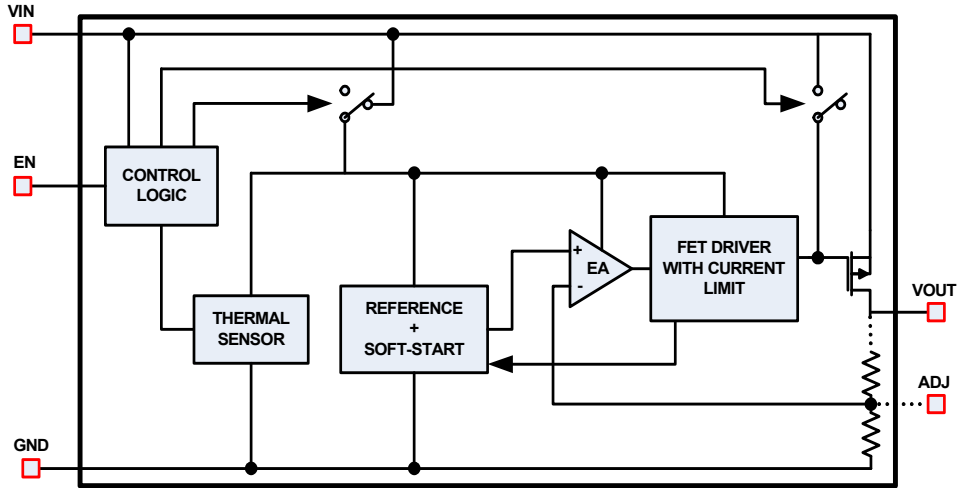 VIN
EN
CONTROL
LOGIC
+
EA
-
FET DRIVER
WITH CURRENT
LIMIT
THERMAL
SENSOR
REFERENCE
+
SOFT-START
VOUT
ADJ
GND